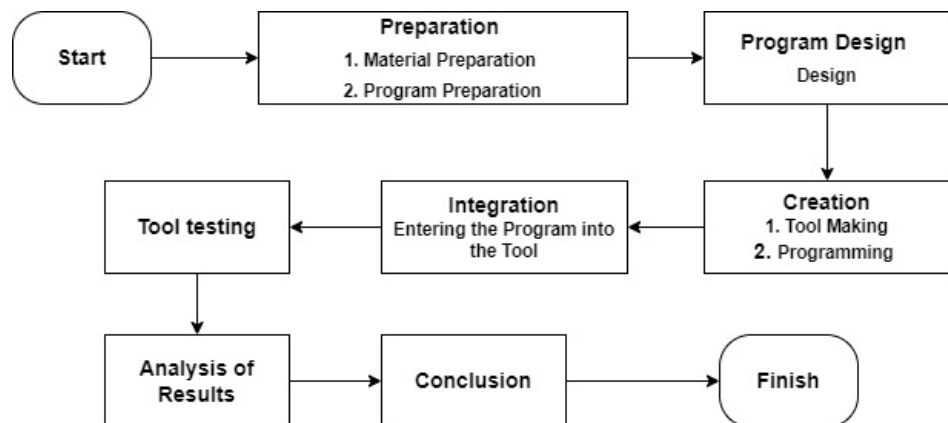 Start
Preparation
1. Material Preparation
2. Program Preparation
Program Design
Design
Creation
1. Tool Making
2. Programming
Integration
Entering the Program into
the Tool
Tool testing
Analysis of
Results
Conclusion
Finish